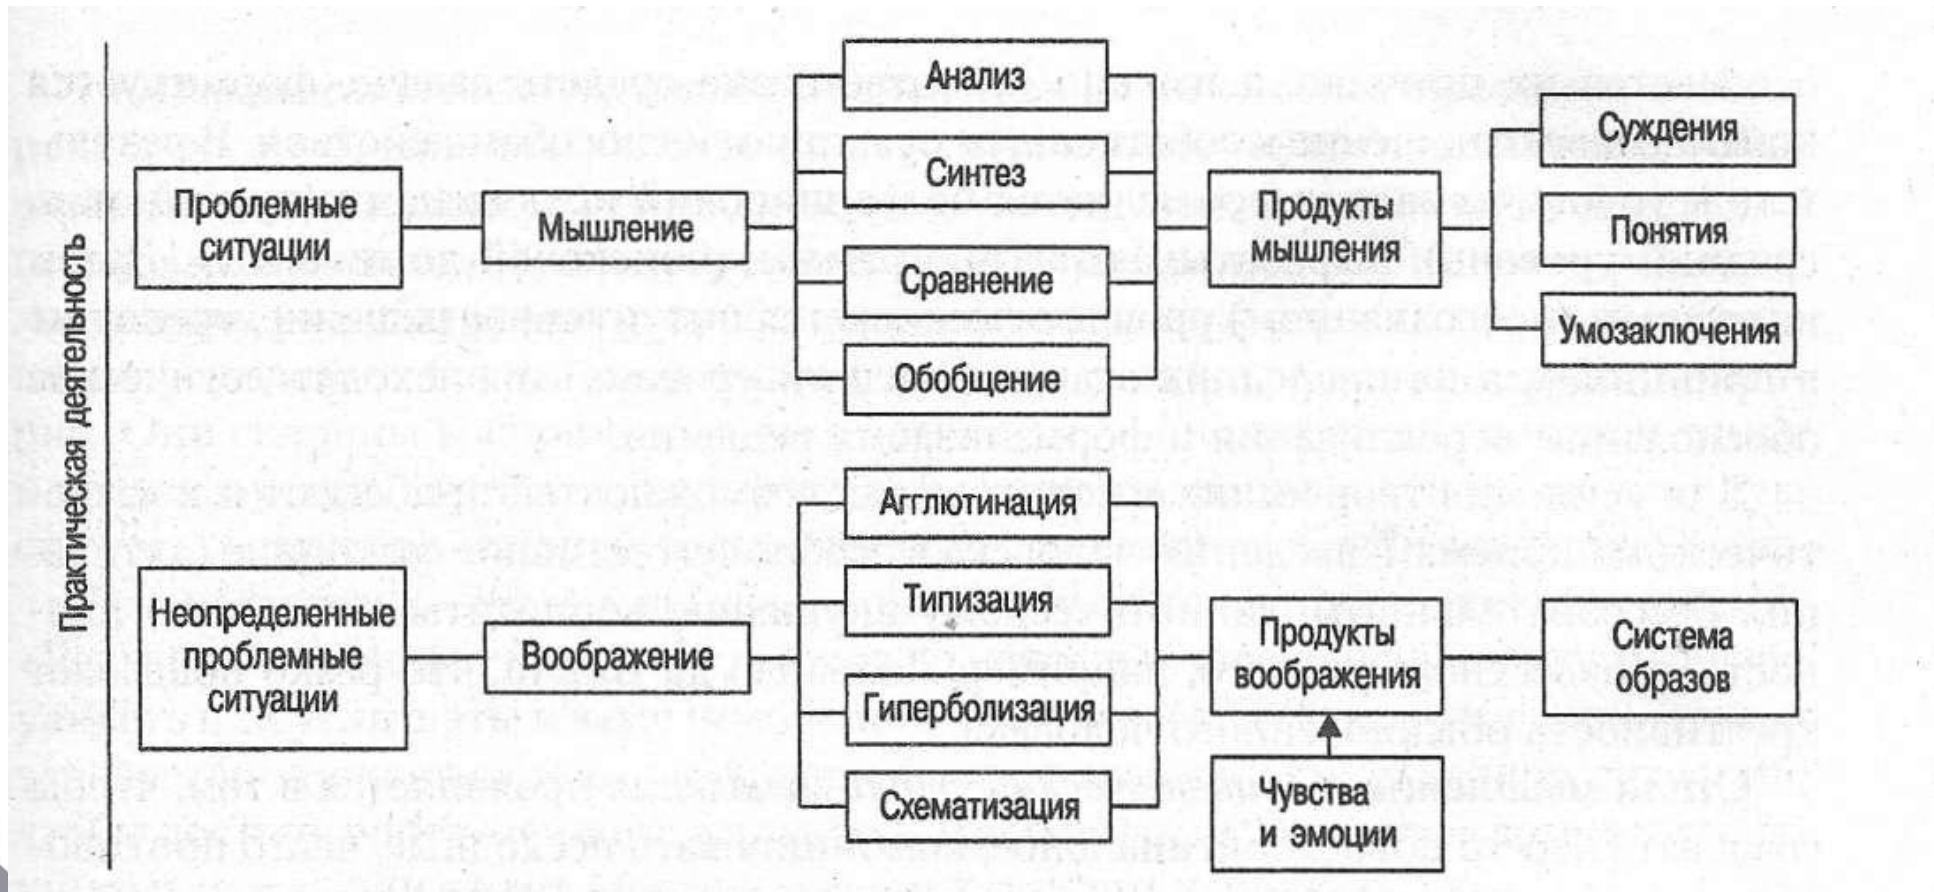 Практическая деятельность
Проблемные
ситуации
Мышление
Анализ
Синтез
Сравнение
Обобщение
Продукты
мышления
Суждения
Понятия
Умозаключения
Неопределенные
проблемные
ситуации
Воображение
Агглютинация
Типизация
Гиперболизация
Схематизация
Продукты
воображения
Чувства
и эмоции
Система
образов